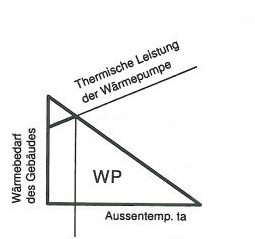 Thermische Leistung
der Wärmepumpe
Wärmebedarf
des Gebäudes
WP
Aussentemp. ta